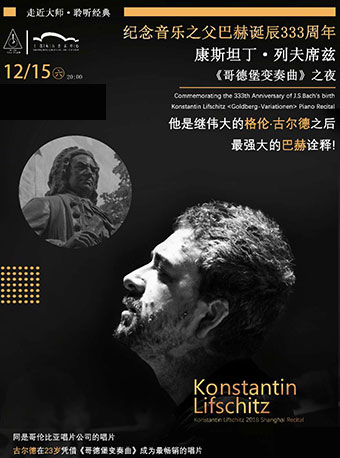 走近大师·聆听经典
纪念音乐之父巴赫诞辰333周年
康斯坦丁·列夫席兹
12/15 六 20:00
《哥德堡变奏曲》之夜
Commemorating the 333th Anniversary of J.S.Bach's birth
Konstantin Lifschitz <Goldberg-Variationen> Piano Recital
他是继伟大的格伦·古尔德之后
最强大的巴赫诠释!
Konstantin
Lifschitz
Konstantin Lifschitz 2018 Shanghai Recital
同是哥伦比亚唱片公司的唱片
古尔德在23岁凭借《哥德堡变奏曲》成为最畅销的唱片